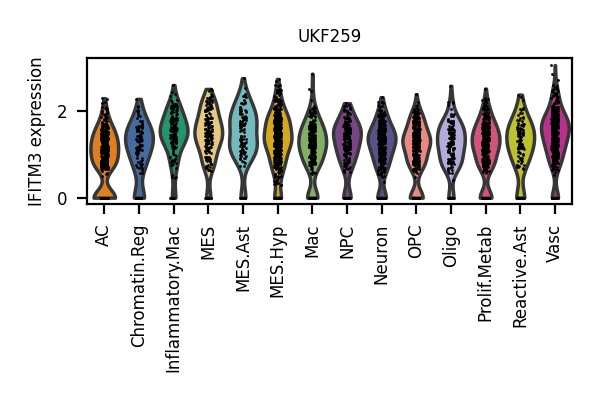 UKF259
IFITM3 expression
2
0
AC
Chromatin.Reg
Inflammatory.Mac
MES
MES.Ast
MES.Hyp
Mac
NPC
Neuron
OPC
Oligo
Prolif.Metab
Reactive.Ast
Vasc